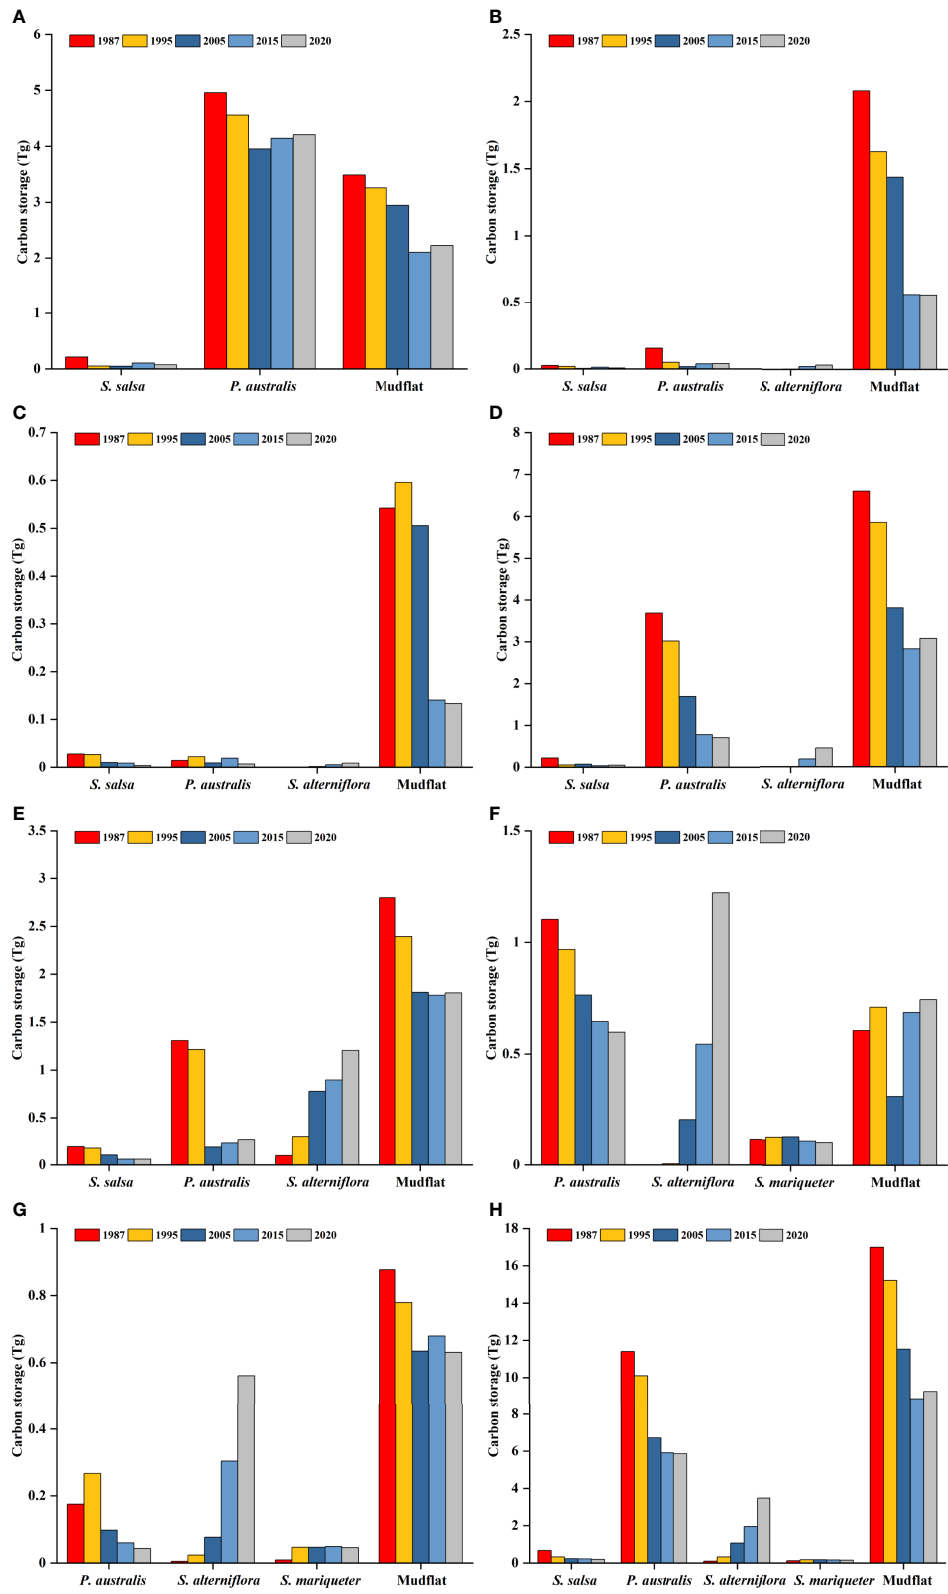 A
6
5
4
3
2
1
0
Carbon storage (Tg)
1987 1995 2005 2015 2020
S. salsa P. australis Mudflat
B
2.5
2
1.5
1
0.5
0
Carbon storage (Tg)
1987 1995 2005 2015 2020
S. salsa P. australis S. alterniflora Mudflat
C
0.7
0.6
0.5
0.4
0.3
0.2
0.1
0
Carbon storage (Tg)
1987 1995 2005 2015 2020
S. salsa P. australis S. alterniflora Mudflat
D
8
7
6
5
4
3
2
1
0
Carbon storage (Tg)
1987 1995 2005 2015 2020
S. salsa P. australis S. alterniflora Mudflat
E
3.5
3
2.5
2
1.5
1
0.5
0
Carbon storage (Tg)
1987 1995 2005 2015 2020
S. salsa P. australis S. alterniflora Mudflat
F
1.5
1
0.5
0
Carbon storage (Tg)
1987 1995 2005 2015 2020
P. australis S. alterniflora S. mariqueter Mudflat
G
1
0.8
0.6
0.4
0.2
0
Carbon storage (Tg)
1987 1995 2005 2015 2020
P. australis S. alterniflora S. mariqueter Mudflat
H
18
16
14
12
10
8
6
4
2
0
Carbon storage (Tg)
1987 1995 2005 2015 2020
S. salsa P. australis S. alterniflora S. mariqueter Mudflat